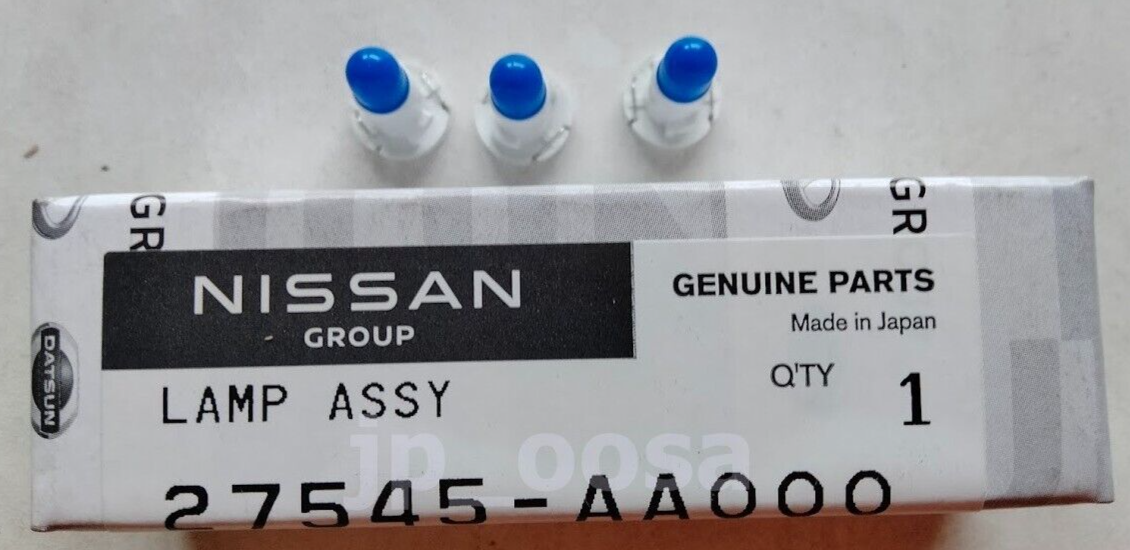 GR
GR
NISSAN
GROUP
GENUINE PARTS
Made in Japan
DATSUN
LAMP ASSY
Q'TY 1
jp_oosa
27545-AA000